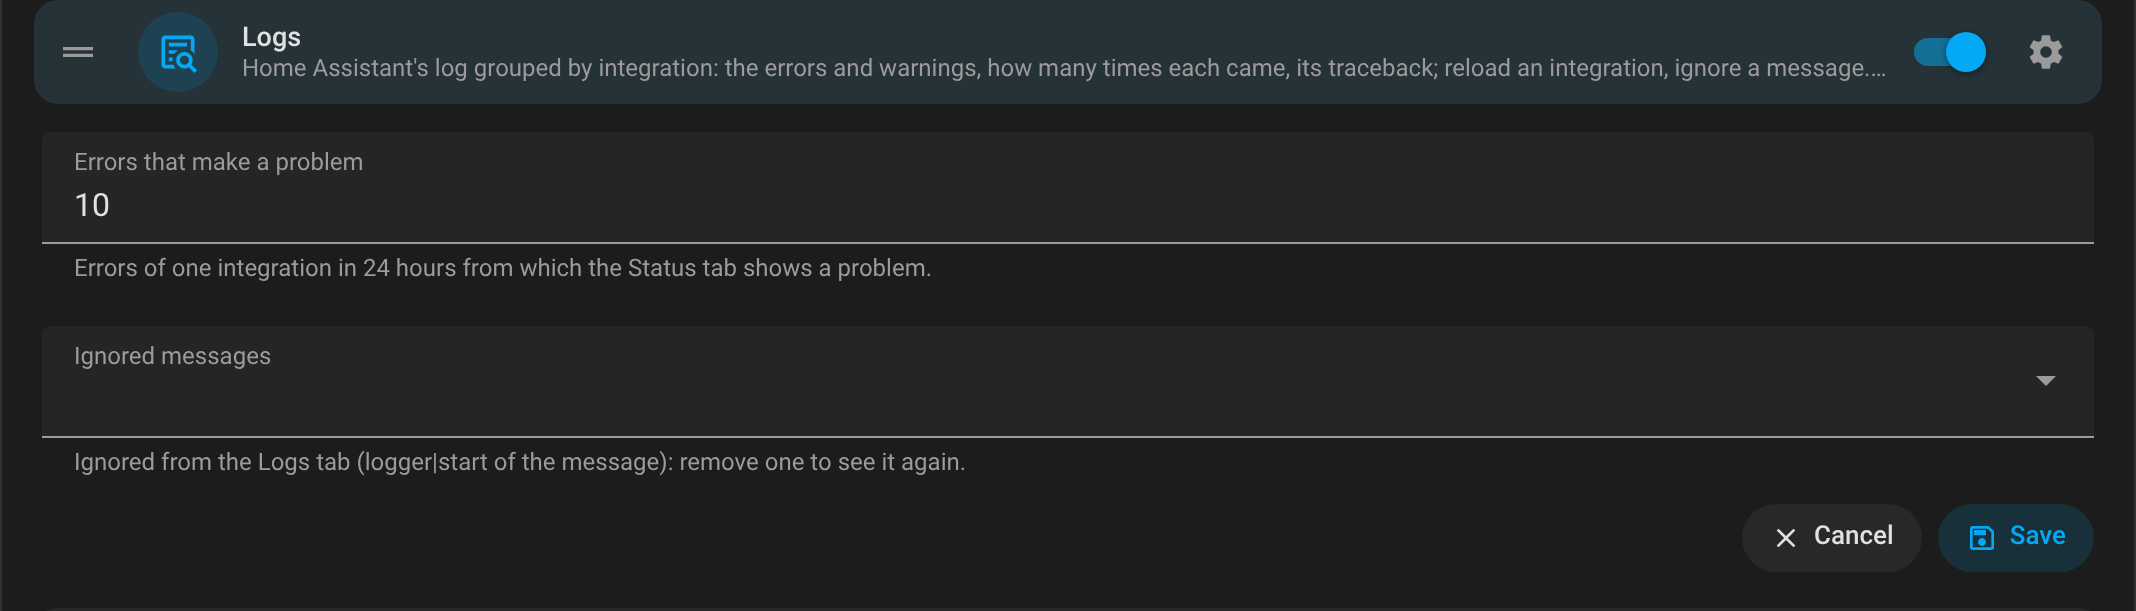 Logs
Home Assistant's log grouped by integration: the errors and warnings, how many times each came, its traceback; reload an integration, ignore a message....
Errors that make a problem
10
Errors of one integration in 24 hours from which the Status tab shows a problem.
Ignored messages
Ignored from the Logs tab (logger|start of the message): remove one to see it again.
Cancel
Save